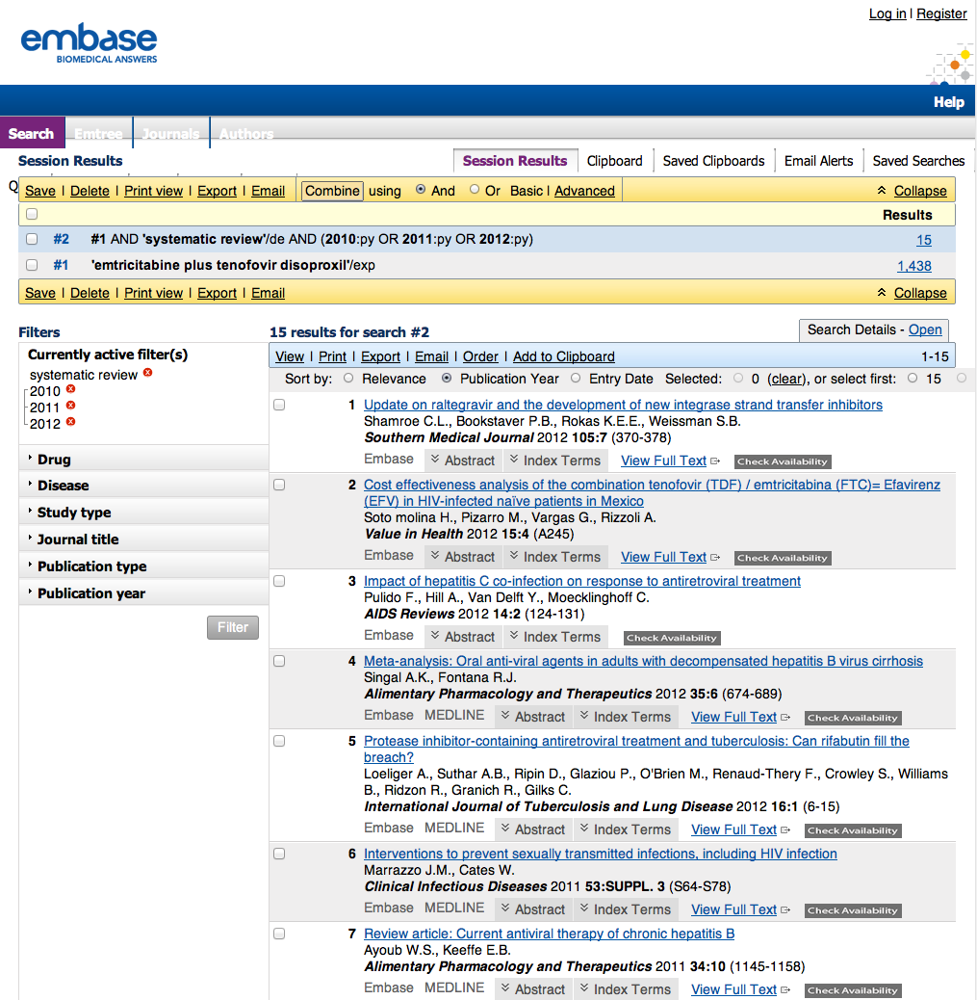 Log in | Register
embase
BIOMEDICAL ANSWERS
Help
Search Emtree Journals Authors
Session Results
Session Results Clipboard Saved Clipboards Email Alerts Saved Searches
Q
Save | Delete | Print view | Export | Email Combine using And Or Basic | Advanced Collapse
Results
#2 #1 AND 'systematic review'/de AND (2010:py OR 2011:py OR 2012:py) 15
#1 'emtricitabine plus tenofovir disoproxil'/exp 1,438
Save | Delete | Print view | Export | Email Collapse
Filters
Currently active filter(s)
systematic review
2010
2011
2012
Drug
Disease
Study type
Journal title
Publication type
Publication year
Filter
15 results for search #2
Search Details - Open
View | Print | Export | Email | Order | Add to Clipboard 1-15
Sort by: Relevance Publication Year Entry Date Selected: 0 (clear), or select first: 15
1 Update on raltegravir and the development of new integrase strand transfer inhibitors
Shamroe C.L., Bookstaver P.B., Rokas K.E.E., Weissman S.B.
Southern Medical Journal 2012 105:7 (370-378)
Embase Abstract Index Terms View Full Text Check Availability
2 Cost effectiveness analysis of the combination tenofovir (TDF) / emtricitabina (FTC)= Efavirenz
(EFV) in HIV-infected naïve patients in Mexico
Soto molina H., Pizarro M., Vargas G., Rizzoli A.
Value in Health 2012 15:4 (A245)
Embase Abstract Index Terms View Full Text Check Availability
3 Impact of hepatitis C co-infection on response to antiretroviral treatment
Pulido F., Hill A., Van Delft Y., Moecklinghoff C.
AIDS Reviews 2012 14:2 (124-131)
Embase Abstract Index Terms Check Availability
4 Meta-analysis: Oral anti-viral agents in adults with decompensated hepatitis B virus cirrhosis
Singal A.K., Fontana R.J.
Alimentary Pharmacology and Therapeutics 2012 35:6 (674-689)
Embase MEDLINE Abstract Index Terms View Full Text Check Availability
5 Protease inhibitor-containing antiretroviral treatment and tuberculosis: Can rifabutin fill the
breach?
Loeliger A., Suthar A.B., Ripin D., Glaziou P., O'Brien M., Renaud-Thery F., Crowley S., Williams
B., Ridzon R., Granich R., Gilks C.
International Journal of Tuberculosis and Lung Disease 2012 16:1 (6-15)
Embase MEDLINE Abstract Index Terms View Full Text Check Availability
6 Interventions to prevent sexually transmitted infections, including HIV infection
Marrazzo J.M., Cates W.
Clinical Infectious Diseases 2011 53:SUPPL. 3 (S64-S78)
Embase MEDLINE Abstract Index Terms View Full Text Check Availability
7 Review article: Current antiviral therapy of chronic hepatitis B
Ayoub W.S., Keeffe E.B.
Alimentary Pharmacology and Therapeutics 2011 34:10 (1145-1158)
Embase MEDLINE Abstract Index Terms View Full Text Check Availability